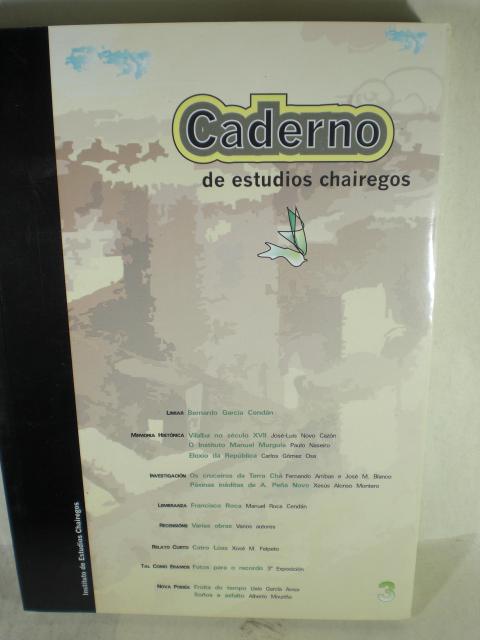 Caderno
de estudios chairegos
LIMIAR Bernardo García Cendán
MEMORIA HISTÓRICA Vilalba no século XVII José-Luis Novo Cazón
O Instituto Manuel Murguía Paulo Naseiro
Eloxio da República Carlos Gómez Osa
INVESTIGACIÓN Os cruceiros da Terra Chá Fernando Arribas e José M. Blanco
Páxinas inéditas de A. Peña Novo Xesús Alonso Montero
LEMBRANZA Francisco Roca Manuel Roca Cendán
RECENSIÓNS Varias obras Varios autores
RELATO CURTO Catro Lúas Xosé M. Felpeto
TAL COMO ERAMOS Fotos para o recordo 3ª Exposición
NOVA POESÍA Froita do tempo García
Soños e asfalto Alberto Mouriño
3
Instituto de Estudios Chairegos